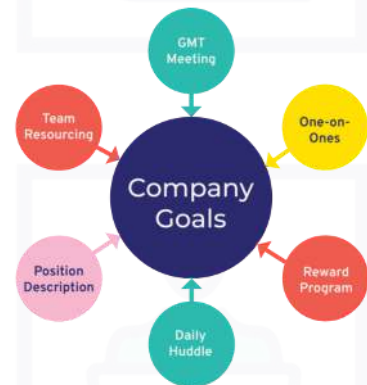 GMT
Meeting
Team
Resourcing
One-on-
Ones
Company
Goals
Position
Description
Reward
Program
Daily
Huddle